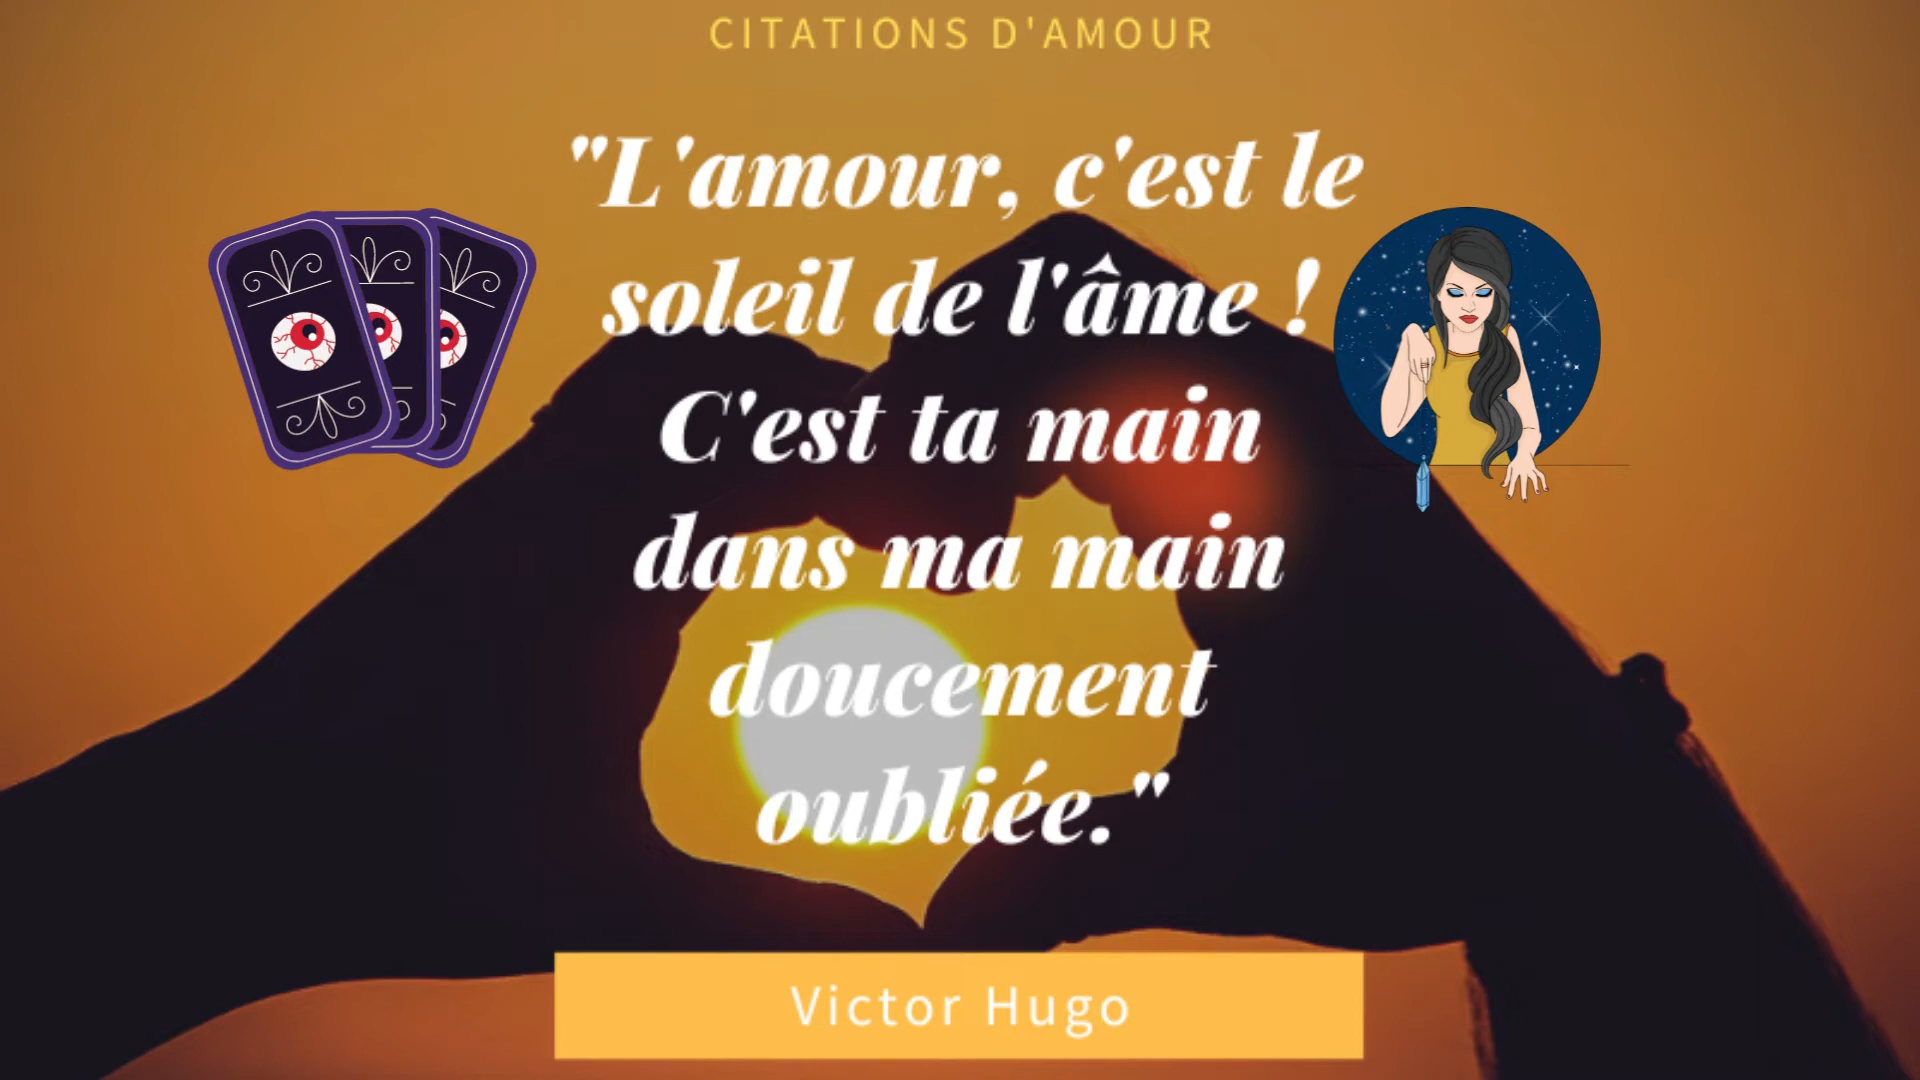 CITATIONS D'AMOUR
"L'amour, c'est le
soleil de l'âme !
C'est ta main
dans ma main
doucement
oubliée."
Victor Hugo